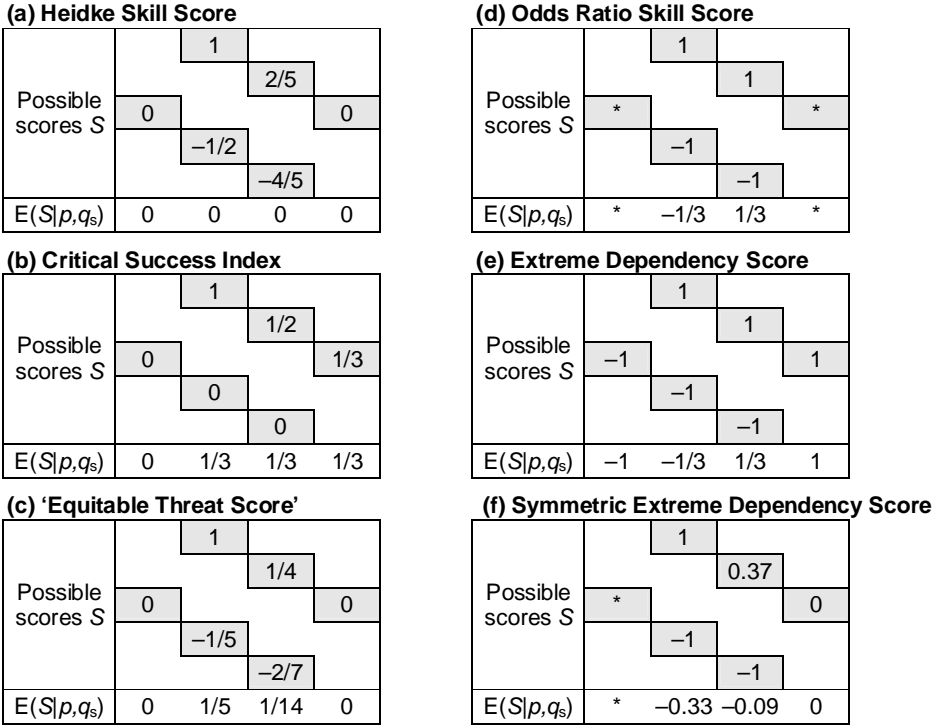 (a) Heidke Skill Score
1
2/5
Possible
scores S
0 0
–1/2
–4/5
E(S|p,qs) 0 0 0 0
(b) Critical Success Index
1
1/2
Possible
scores S
0 1/3
0
0
E(S|p,qs) 0 1/3 1/3 1/3
(c) ‘Equitable Threat Score’
1
1/4
Possible
scores S
0 0
–1/5
–2/7
E(S|p,qs) 0 1/5 1/14 0
(d) Odds Ratio Skill Score
1
1
Possible
scores S
* *
–1
–1
E(S|p,qs) * –1/3 1/3 *
(e) Extreme Dependency Score
1
1
Possible
scores S
–1 1
–1
–1
E(S|p,qs) –1 –1/3 1/3 1
(f) Symmetric Extreme Dependency Score
1
0.37
Possible
scores S
* 0
–1
–1
E(S|p,qs) * –0.33 –0.09 0